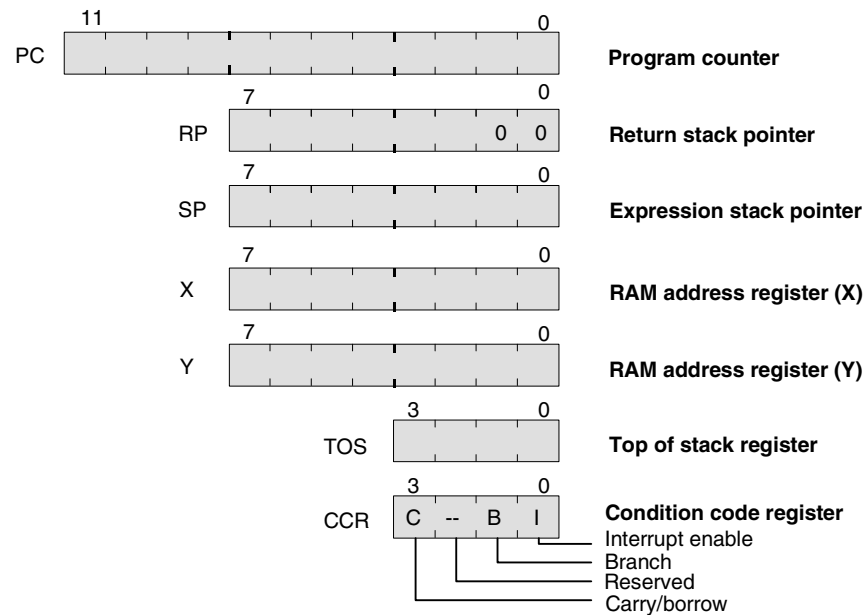 11 0
PC Program counter
7 0
RP 0 0 Return stack pointer
7 0
SP Expression stack pointer
7 0
X RAM address register (X)
7 0
Y RAM address register (Y)
3 0
TOS Top of stack register
3 0
CCR C -- B I Condition code register
Interrupt enable
Branch
Reserved
Carry/borrow